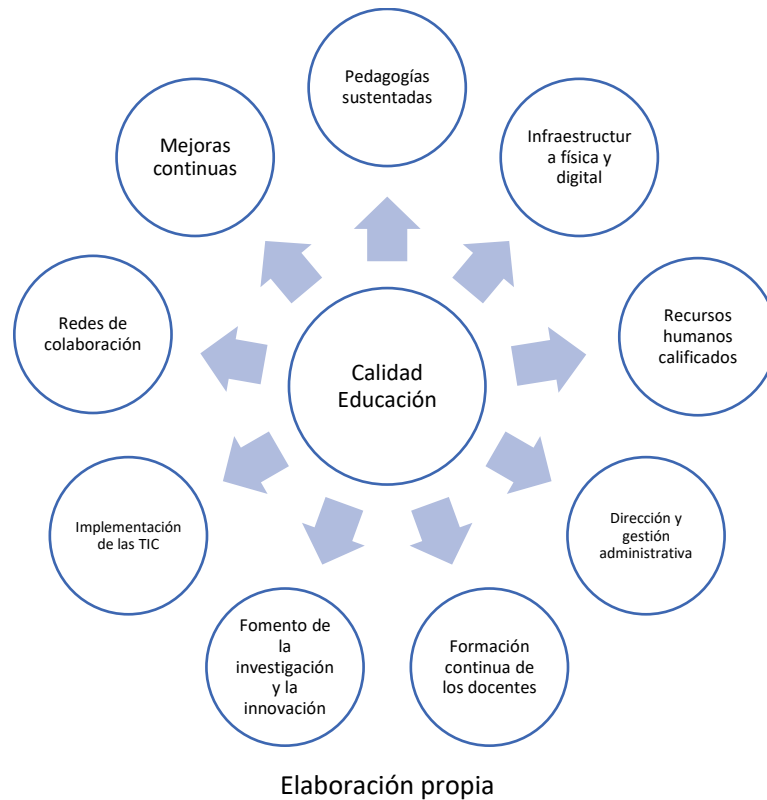 Pedagogías
sustentadas
Infraestructur
a física y
digital
Recursos
humanos
calificados
Dirección y
gestión
administrativa
Formación
continua de
los docentes
Fomento de
la
investigación
y la
innovación
Implementación
de las TIC
Redes de
colaboración
Mejoras
continuas
Calidad
Educación
Elaboración propia